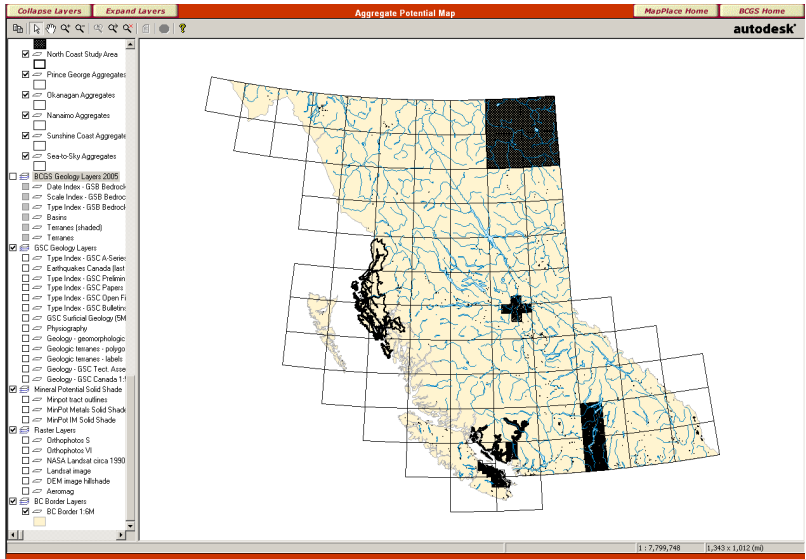 Collapse Layers
Expand Layers
Aggregate Potential Map
MapPlace Home
BCGS Home
autodesk
North Coast Study Area
Prince George Aggregates
Okanagan Aggregates
Nanaimo Aggregates
Sunshine Coast Aggregate
Sea-to-Sky Aggregates
BCGS Geology Layers 2005
Date Index - GSB Bedrock
Scale Index - GSB Bedroc
Type Index - GSB Bedrock
Basins
Terranes (shaded)
Terranes
GSC Geology Layers
Type Index - GSC A-Series
Earthquakes Canada (last
Type Index - GSC Prelimin
Type Index - GSC Papers
Type Index - GSC Open Fi
Type Index - GSC Bulletins
GSC Surficial Geology (5M
Physiography
Geology - geomorphologic
Geologic terranes - polygo
Geologic terranes - labels
Geology - GSC Tect. Asse
Geology - GSC Canada 1:
Mineral Potential Solid Shade
Minpot tract outlines
MinPot Metals Solid Shade
MinPot IM Solid Shade
Raster Layers
Orthophotos S
Orthophotos VI
NASA Landsat circa 1990
Landsat image
DEM image hillshade
Aeromag
BC Border Layers
BC Border 1:6M
1 : 7,799,748
1,343 x 1,012 (mi)